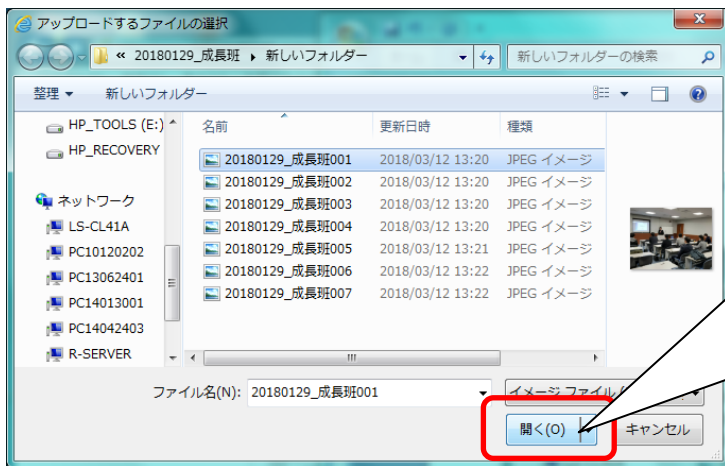 アップロードするファイルの選択
« 20180129_成長班 ▸ 新しいフォルダー
新しいフォルダーの検索
整理 ▼ 新しいフォルダー
HP_TOOLS (E:)
HP_RECOVERY
ネットワーク
LS-CL41A
PC10120202
PC13062401
PC14013001
PC14042403
R-SERVER
名前 更新日時 種類
20180129_成長班001 2018/03/12 13:20 JPEG イメージ
20180129_成長班002 2018/03/12 13:20 JPEG イメージ
20180129_成長班003 2018/03/12 13:20 JPEG イメージ
20180129_成長班004 2018/03/12 13:20 JPEG イメージ
20180129_成長班005 2018/03/12 13:21 JPEG イメージ
20180129_成長班006 2018/03/12 13:22 JPEG イメージ
20180129_成長班007 2018/03/12 13:22 JPEG イメージ
ファイル名(N): 20180129_成長班001
イメージ ファイル
開く(O) キャンセル